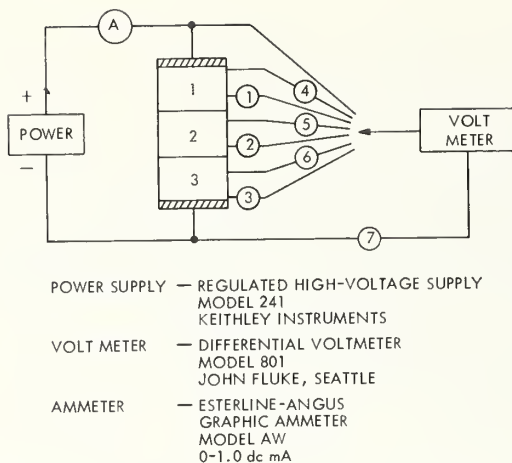 A
+
POWER
−
1
2
3
4
1
5
2
6
3
7
VOLT
METER
POWER SUPPLY — REGULATED HIGH-VOLTAGE SUPPLY
MODEL 241
KEITHLEY INSTRUMENTS
VOLT METER — DIFFERENTIAL VOLTMETER
MODEL 801
JOHN FLUKE, SEATTLE
AMMETER — ESTERLINE-ANGUS
GRAPHIC AMMETER
MODEL AW
0-1.0 dc mA